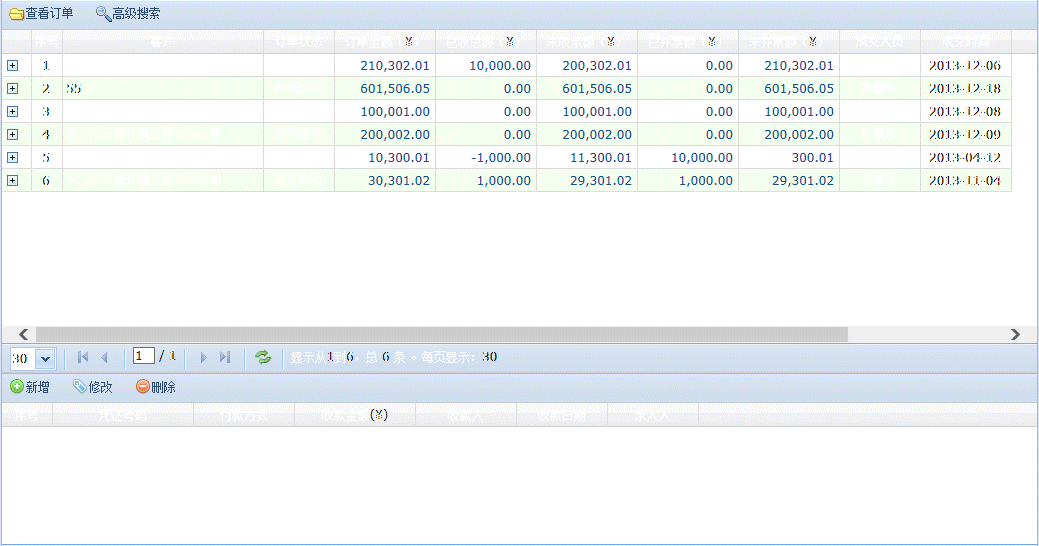 查看订单 高级搜索
序号 客户 订单状态 订单金额（¥） 已收总额（¥） 未收余额（¥） 已开票额（¥） 未开票额（¥） 成交人员 成交时间
1 210,302.01 10,000.00 200,302.01 0.00 210,302.01 2013-12-06
2 55 601,506.05 0.00 601,506.05 0.00 601,506.05 2013-12-18
3 100,001.00 0.00 100,001.00 0.00 100,001.00 2013-12-08
4 200,002.00 0.00 200,002.00 0.00 200,002.00 2013-12-09
5 10,300.01 -1,000.00 11,300.01 10,000.00 300.01 2013-04-12
6 30,301.02 1,000.00 29,301.02 1,000.00 29,301.02 2013-11-04
30 1 / 1 显示从1到6，总 6 条 。每页显示：30
新增 修改 删除
序号 凭证号码 付款方式 收款金额(¥) 收款人 收款日期 录入人